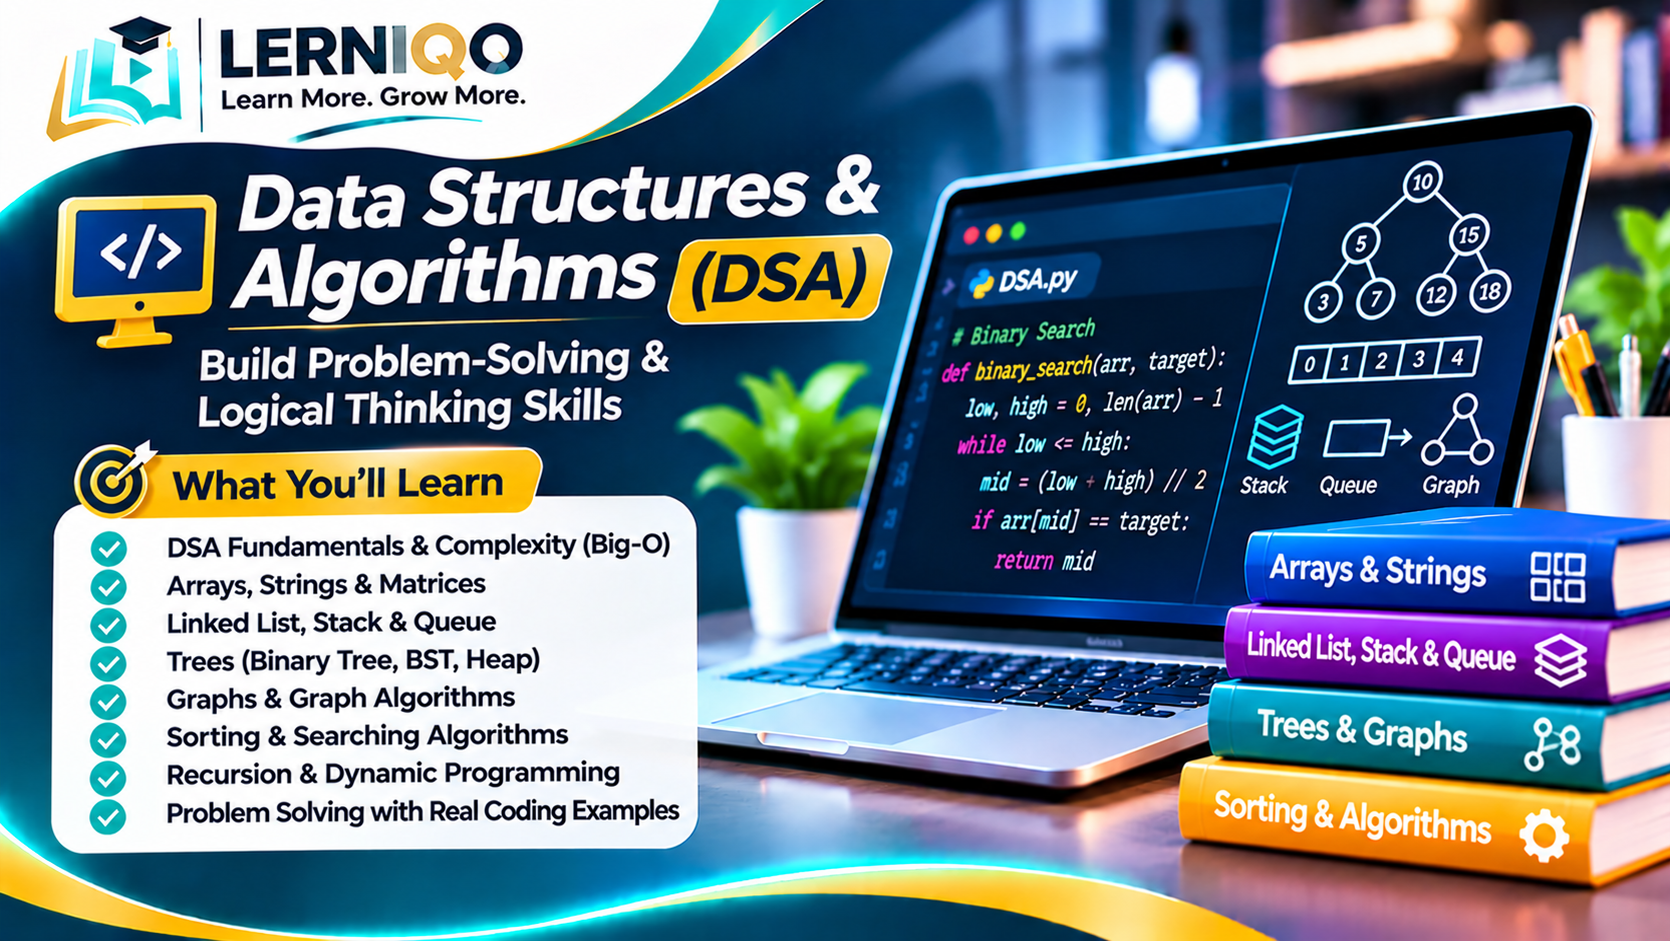 LERNIQO
Learn More. Grow More.
Data Structures &
Algorithms (DSA)
</>
Build Problem-Solving &
Logical Thinking Skills
What You'll Learn
DSA Fundamentals & Complexity (Big-O)
Arrays, Strings & Matrices
Linked List, Stack & Queue
Trees (Binary Tree, BST, Heap)
Graphs & Graph Algorithms
Sorting & Searching Algorithms
Recursion & Dynamic Programming
Problem Solving with Real Coding Examples
DSA.py
# Binary Search
def binary_search(arr, target):
low, high = 0, len(arr) - 1
while low <= high:
mid = (low + high) // 2
if arr[mid] == target:
return mid
10
5 15
3 7 12 18
0 1 2 3 4
Stack Queue Graph
Arrays & Strings
Linked List, Stack & Queue
Trees & Graphs
Sorting & Algorithms